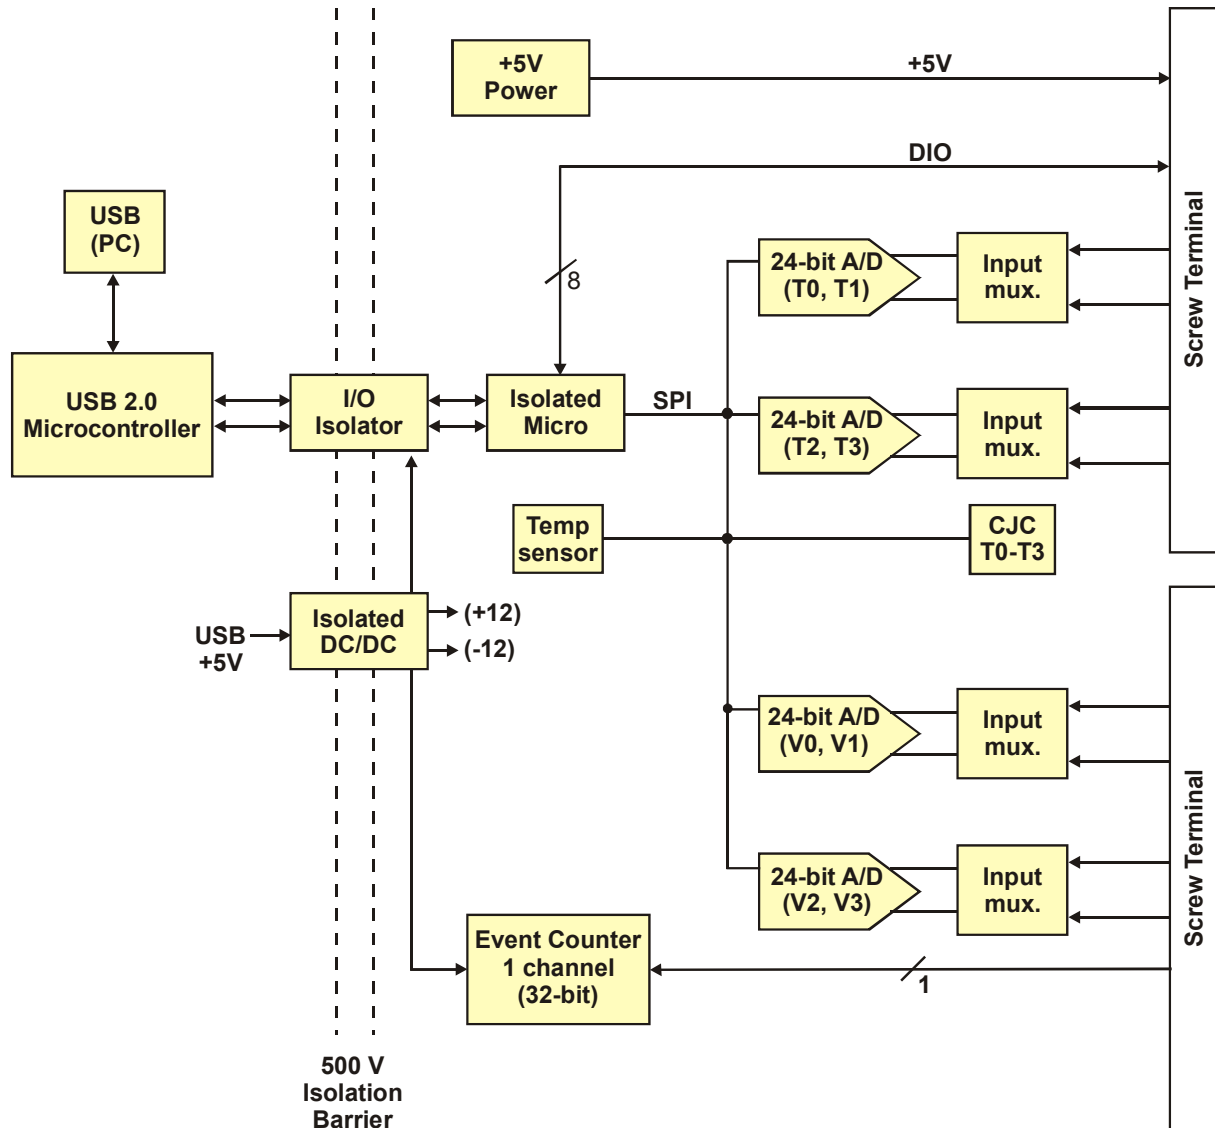 +5V
Power
+5V
DIO
8
USB
(PC)
24-bit A/D
(T0, T1)
Input
mux.
Screw Terminal
USB 2.0
Microcontroller
I/O
Isolator
Isolated
Micro
SPI
24-bit A/D
(T2, T3)
Input
mux.
Temp
sensor
CJC
T0-T3
USB
+5V
Isolated
DC/DC
(+12)
(-12)
24-bit A/D
(V0, V1)
Input
mux.
Screw Terminal
24-bit A/D
(V2, V3)
Input
mux.
Event Counter
1 channel
(32-bit)
1
500 V
Isolation
Barrier